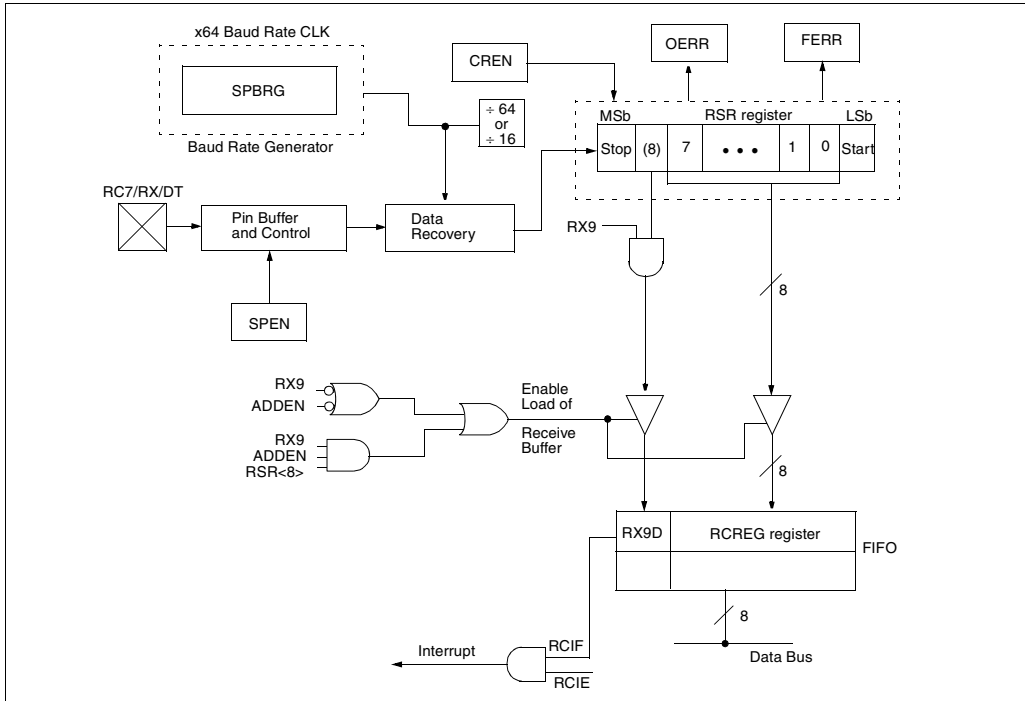 x64 Baud Rate CLK
SPBRG
Baud Rate Generator
÷ 64
or
÷ 16
CREN
OERR
FERR
MSb
RSR register
LSb
Stop
(8)
7
• • •
1
0
Start
RC7/RX/DT
Pin Buffer
and Control
Data
Recovery
SPEN
RX9
8
RX9
ADDEN
RX9
ADDEN
RSR<8>
Enable
Load of
Receive
Buffer
8
RX9D
RCREG register
FIFO
8
Data Bus
Interrupt
RCIF
RCIE